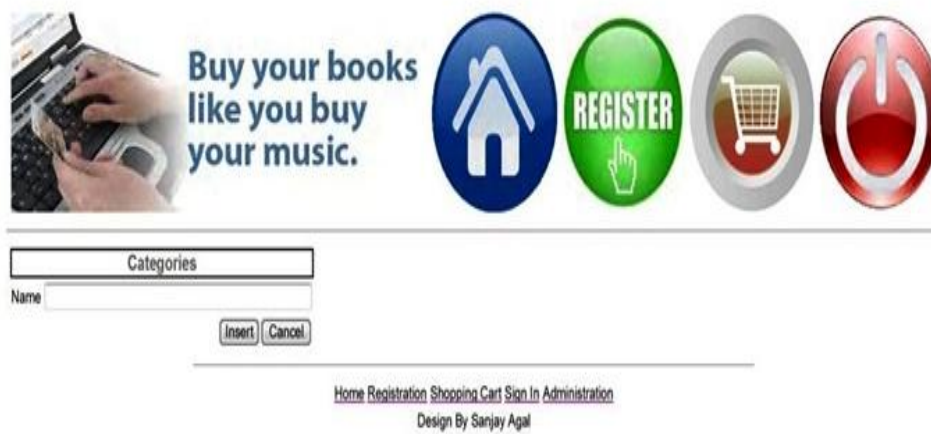 Buy your books
like you buy
your music.
REGISTER
Categories
Name
Insert Cancel
Home Registration Shopping Cart Sign In Administration
Design By Sanjay Agal